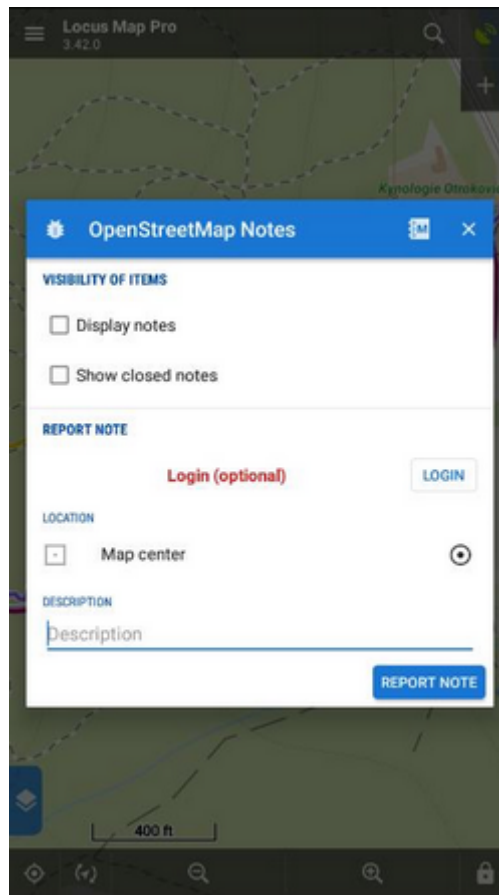 Locus Map Pro
3.42.0
Kynologie Otrokovice
OpenStreetMap Notes
VISIBILITY OF ITEMS
Display notes
Show closed notes
REPORT NOTE
Login (optional)
LOGIN
LOCATION
Map center
DESCRIPTION
Description
REPORT NOTE
400 ft